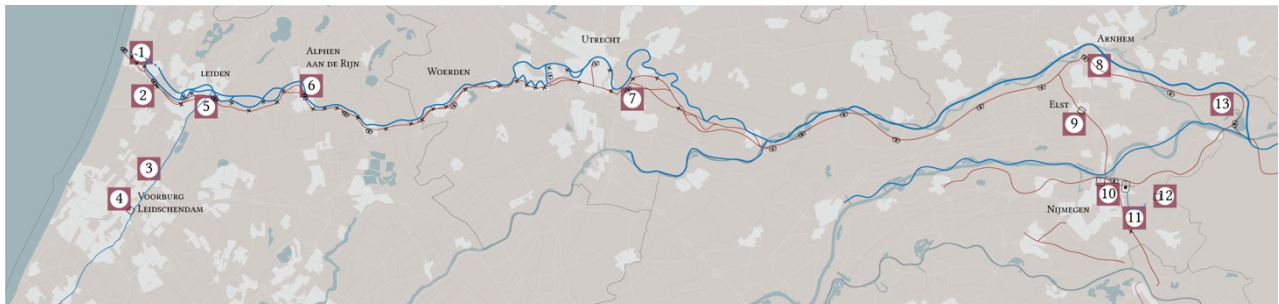 1
2
3
4
VOORBURG
LEIDSCHENDAM
LEIDEN
5
ALPHEN
AAN DE RIJN
6
WOERDEN
UTRECHT
7
ARNHEM
8
ELST
9
13
NIJMEGEN
10
11
12